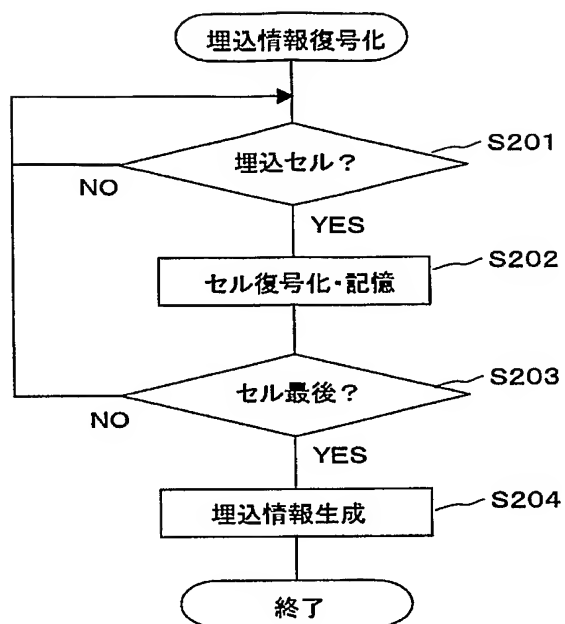 埋込情報復号化
埋込セル？
S201
NO
YES
セル復号化・記憶
S202
セル最後？
S203
NO
YES
埋込情報生成
S204
終了